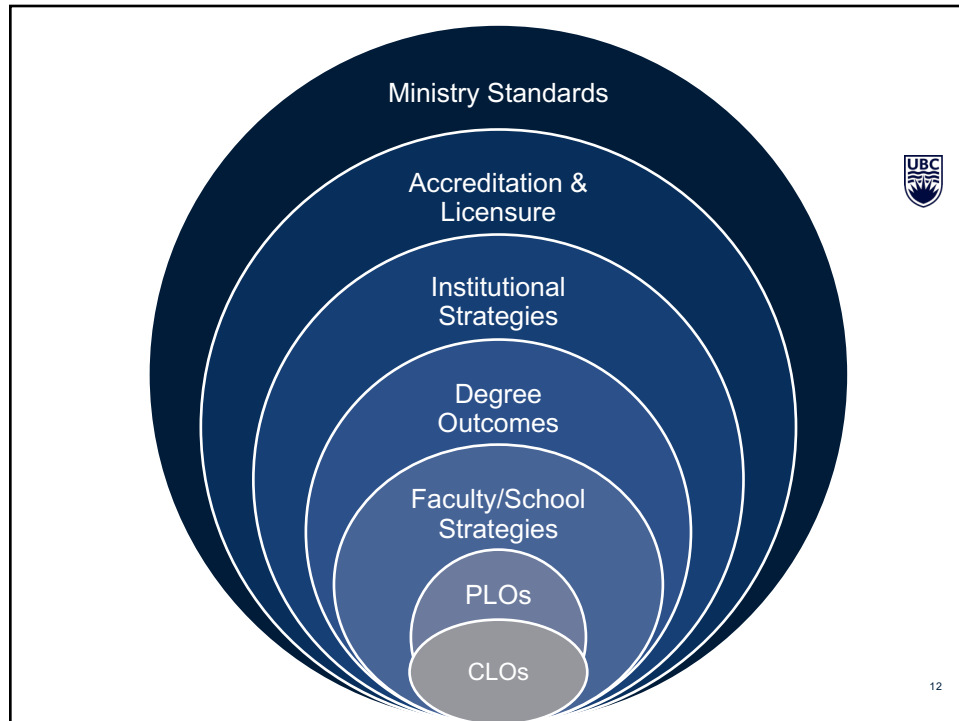 Ministry Standards
UBC
Accreditation &
Licensure
Institutional
Strategies
Degree
Outcomes
Faculty/School
Strategies
PLOs
CLOs
12